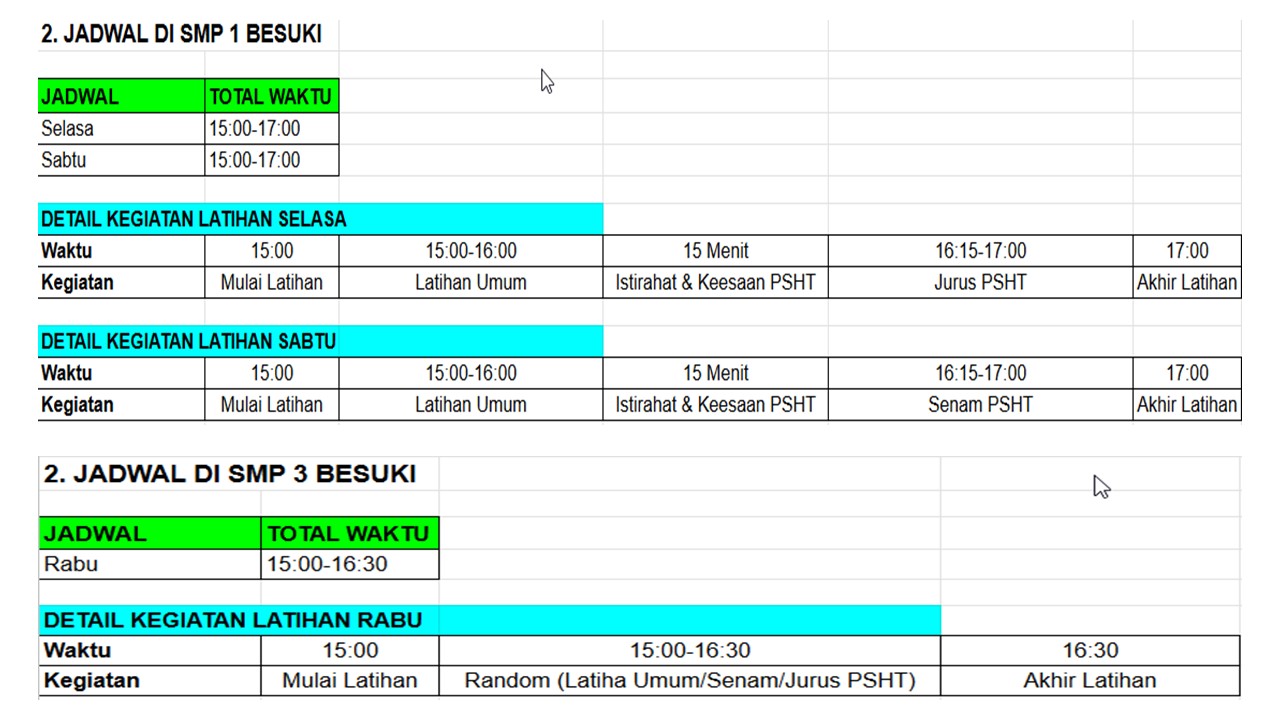 2. JADWAL DI SMP 1 BESUKI
JADWAL TOTAL WAKTU
Selasa 15:00-17:00
Sabtu 15:00-17:00
DETAIL KEGIATAN LATIHAN SELASA
Waktu 15:00 15:00-16:00 15 Menit 16:15-17:00 17:00
Kegiatan Mulai Latihan Latihan Umum Istirahat & Keesaan PSHT Jurus PSHT Akhir Latihan
DETAIL KEGIATAN LATIHAN SABTU
Waktu 15:00 15:00-16:00 15 Menit 16:15-17:00 17:00
Kegiatan Mulai Latihan Latihan Umum Istirahat & Keesaan PSHT Senam PSHT Akhir Latihan
2. JADWAL DI SMP 3 BESUKI
JADWAL TOTAL WAKTU
Rabu 15:00-16:30
DETAIL KEGIATAN LATIHAN RABU
Waktu 15:00 15:00-16:30 16:30
Kegiatan Mulai Latihan Random (Latiha Umum/Senam/Jurus PSHT) Akhir Latihan